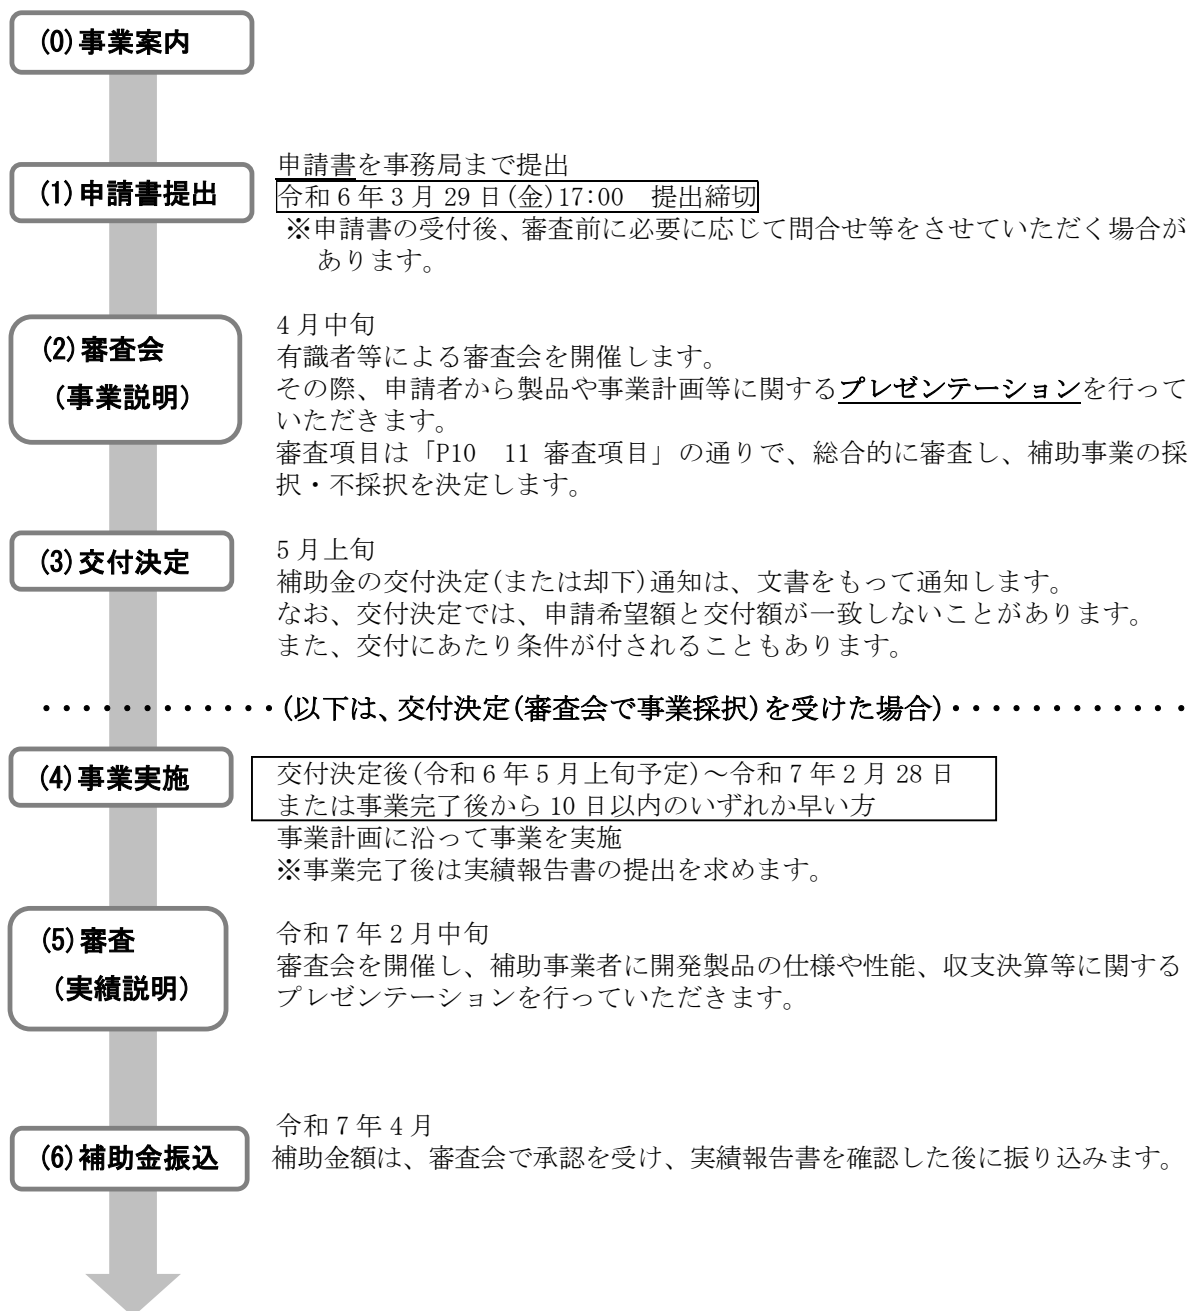 (0)事業案内
(1)申請書提出
申請書を事務局まで提出
令和6年3月29日(金)17:00　提出締切
※申請書の受付後、審査前に必要に応じて問合せ等をさせていただく場合が
あります。
(2)審査会
（事業説明）
4月中旬
有識者等による審査会を開催します。
その際、申請者から製品や事業計画等に関するプレゼンテーションを行って
いただきます。
審査項目は「P10　11 審査項目」の通りで、総合的に審査し、補助事業の採
択・不採択を決定します。
(3)交付決定
5月上旬
補助金の交付決定(または却下)通知は、文書をもって通知します。
なお、交付決定では、申請希望額と交付額が一致しないことがあります。
また、交付にあたり条件が付されることもあります。
・・・・・・・・・・・・(以下は、交付決定(審査会で事業採択)を受けた場合)・・・・・・・・・・・・
(4)事業実施
交付決定後(令和6年5月上旬予定)～令和7年2月28日
または事業完了後から10日以内のいずれか早い方
事業計画に沿って事業を実施
※事業完了後は実績報告書の提出を求めます。
(5)審査
（実績説明）
令和7年2月中旬
審査会を開催し、補助事業者に開発製品の仕様や性能、収支決算等に関する
プレゼンテーションを行っていただきます。
(6)補助金振込
令和7年4月
補助金額は、審査会で承認を受け、実績報告書を確認した後に振り込みます。